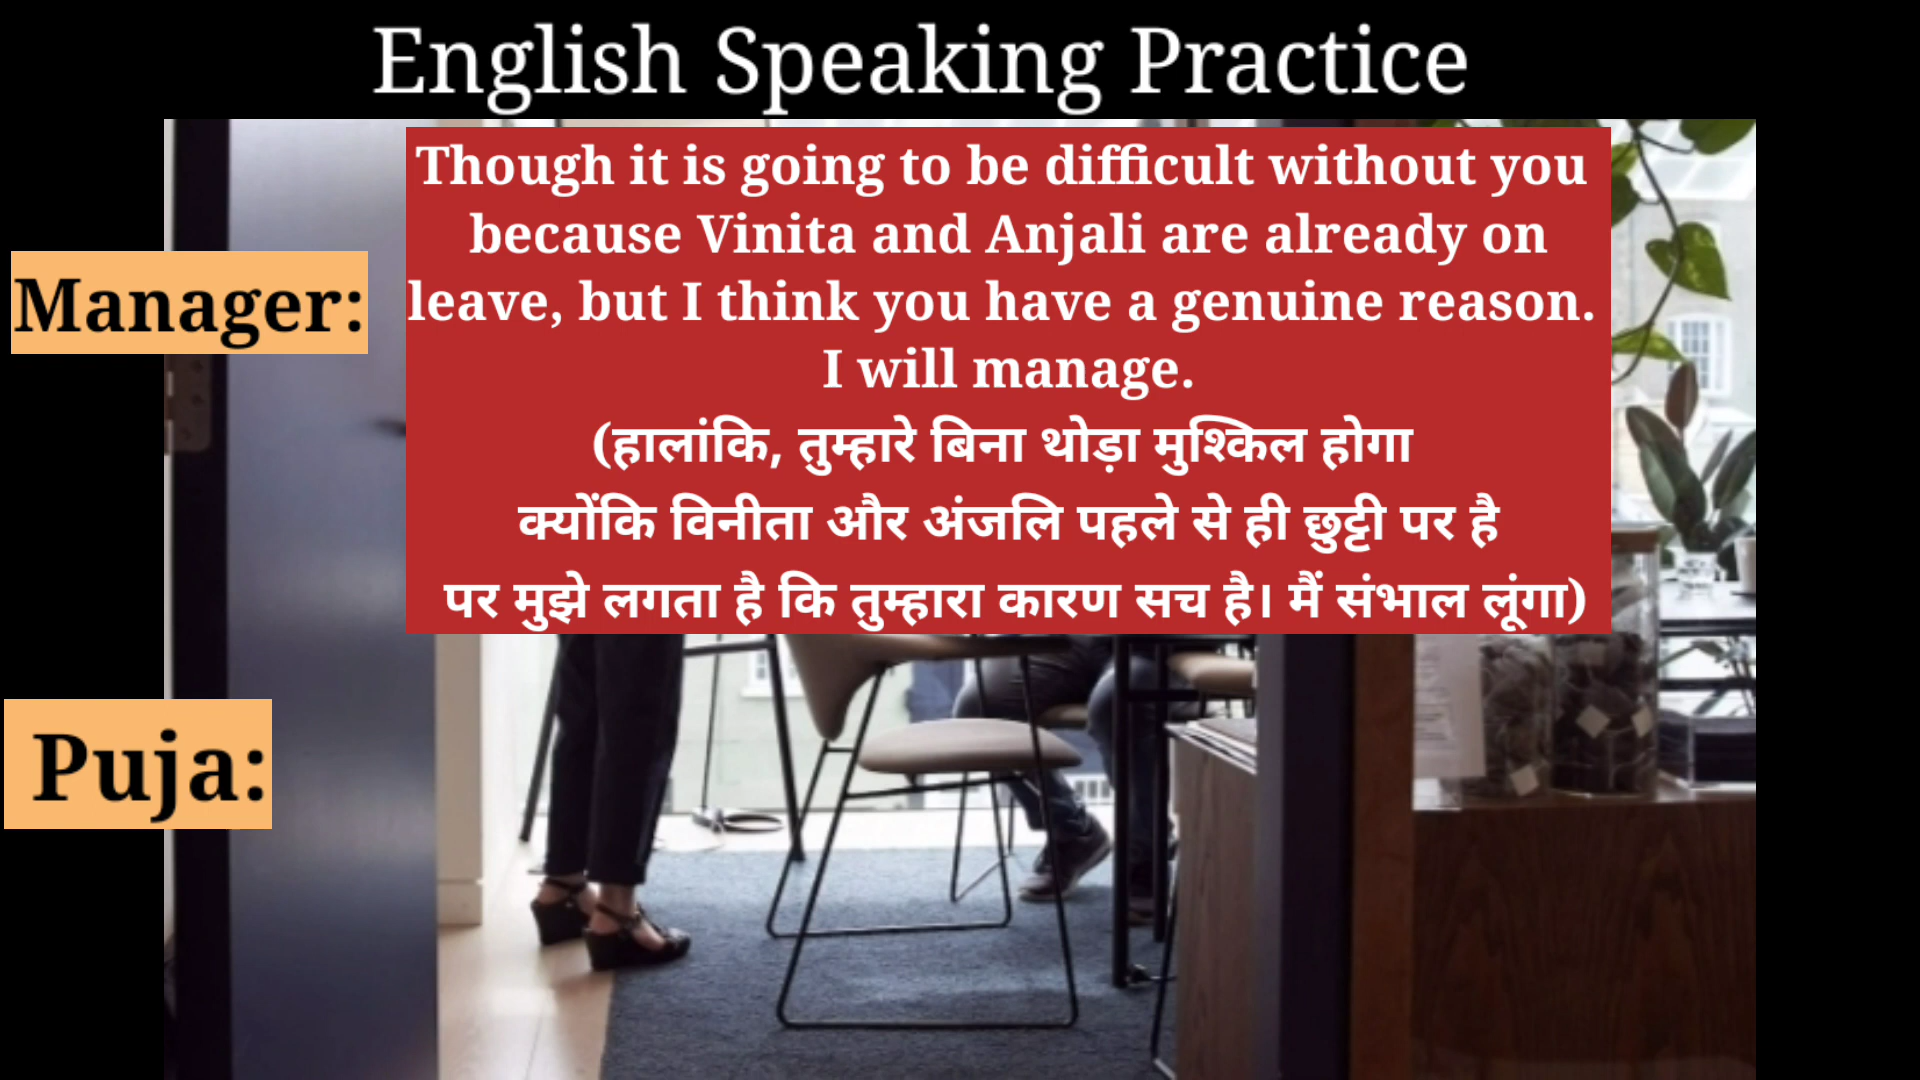 English Speaking Practice
Manager:
Though it is going to be difficult without you
because Vinita and Anjali are already on
leave, but I think you have a genuine reason.
I will manage.
(हालांकि, तुम्हारे बिना थोड़ा मुश्किल होगा
क्योंकि विनीता और अंजलि पहले से ही छुट्टी पर है
पर मुझे लगता है कि तुम्हारा कारण सच है। मैं संभाल लूंगा)
Puja: